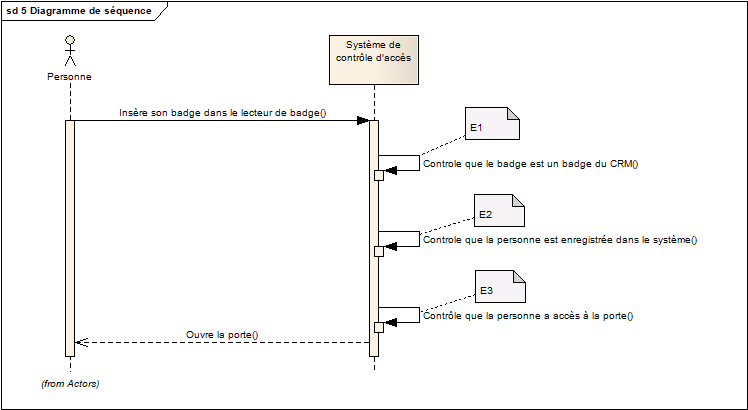 sd 5 Diagramme de séquence
Personne
Système de
contrôle d'accès
Insère son badge dans le lecteur de badge()
E1
Controle que le badge est un badge du CRM()
E2
Controle que la personne est enregistrée dans le système()
E3
Contrôle que la personne a accès à la porte()
Ouvre la porte()
(from Actors)